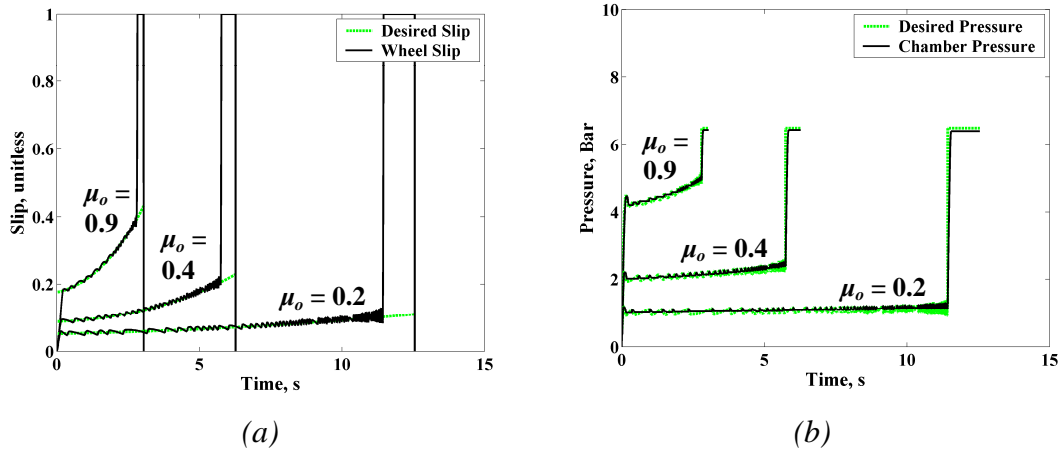 1
0.8
0.6
0.4
0.2
0
Slip, unitless
Desired Slip
Wheel Slip
μo =
0.9
μo =
0.4
μo = 0.2
0
5
10
15
Time, s
(a)
10
8
6
4
2
0
Pressure, Bar
Desired Pressure
Chamber Pressure
μo =
0.9
μo = 0.4
μo = 0.2
0
5
10
15
Time, s
(b)